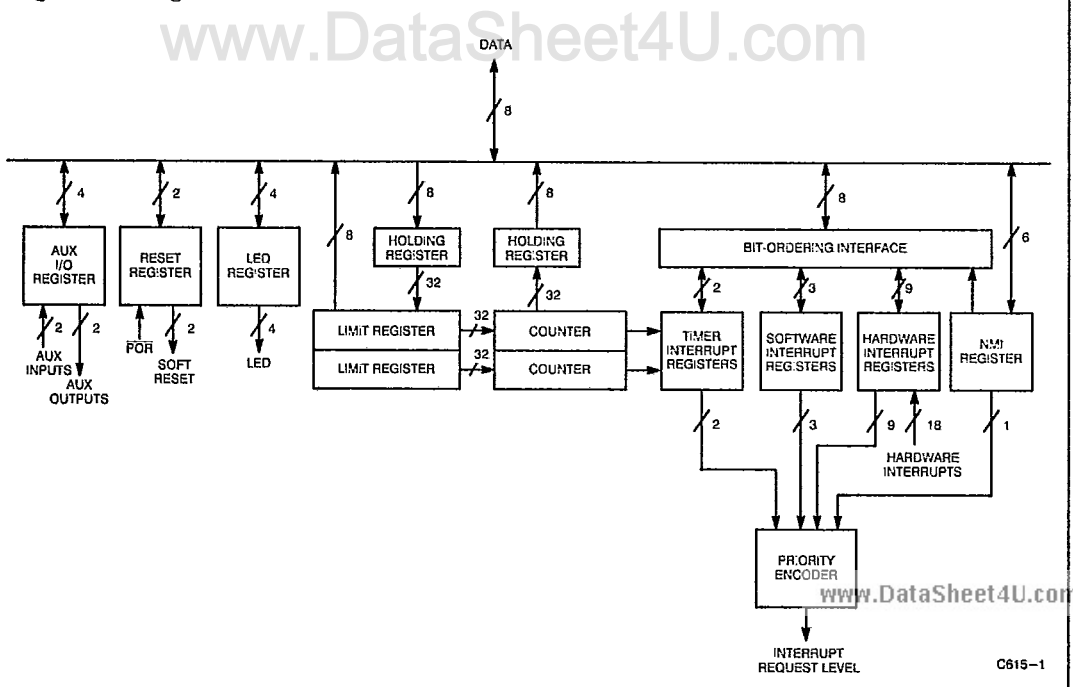 www.DataSheet4U.com
DATA
8
4
2
4
8
8
8
8
6
AUX
I/O
REGISTER
RESET
REGISTER
LED
REGISTER
HOLDING
REGISTER
HOLDING
REGISTER
BIT-ORDERING INTERFACE
32
32
2
3
9
LIMIT REGISTER
32
COUNTER
LIMIT REGISTER
32
COUNTER
TIMER
INTERRUPT
REGISTERS
SOFTWARE
INTERRUPT
REGISTERS
HARDWARE
INTERRUPT
REGISTERS
NMI
REGISTER
2
2
2
4
AUX
INPUTS
AUX
OUTPUTS
POR
SOFT
RESET
LED
2
3
9
18
1
HARDWARE
INTERRUPTS
PRIORITY
ENCODER
www.DataSheet4U.com
INTERRUPT
REQUEST LEVEL
C615-1